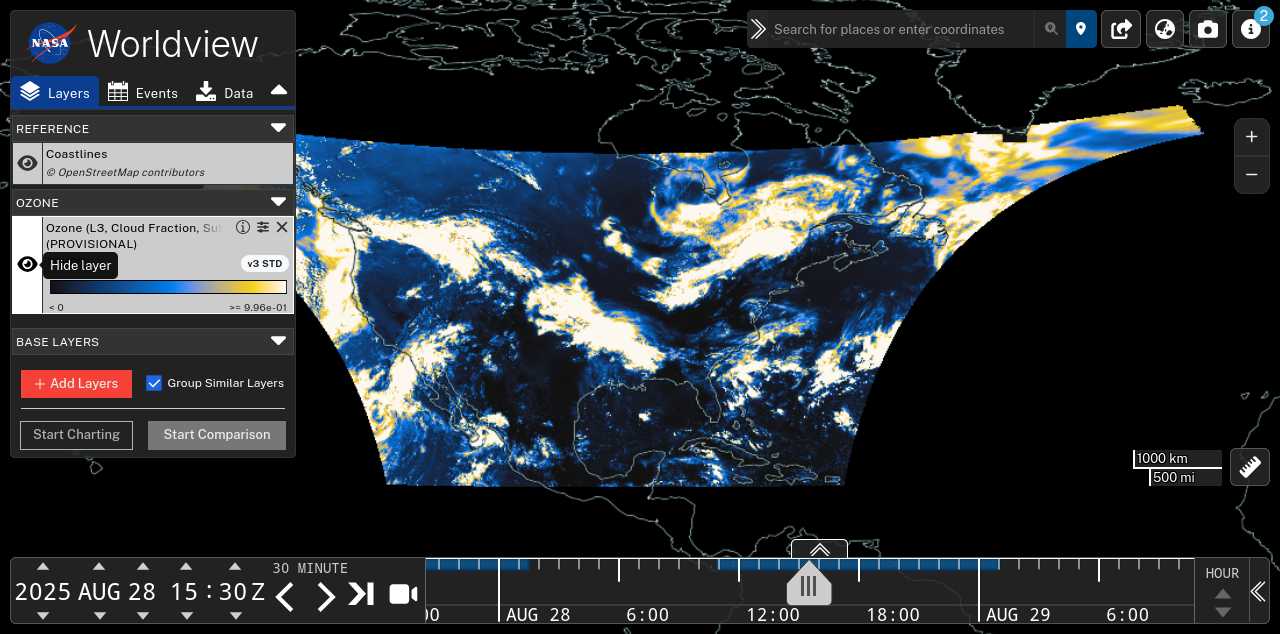 NASA
Worldview
Layers
Events
Data
REFERENCE
Coastlines
© OpenStreetMap contributors
OZONE
Ozone (L3, Cloud Fraction, Su
(PROVISIONAL)
Hide layer
v3 STD
< 0
>= 9.96e-01
BASE LAYERS
+ Add Layers
Group Similar Layers
Start Charting
Start Comparison
Search for places or enter coordinates
2
+
−
1000 km
500 mi
2025 AUG 28 15 : 30 Z
30 MINUTE
00
AUG 28
6:00
12:00
18:00
AUG 29
6:00
HOUR